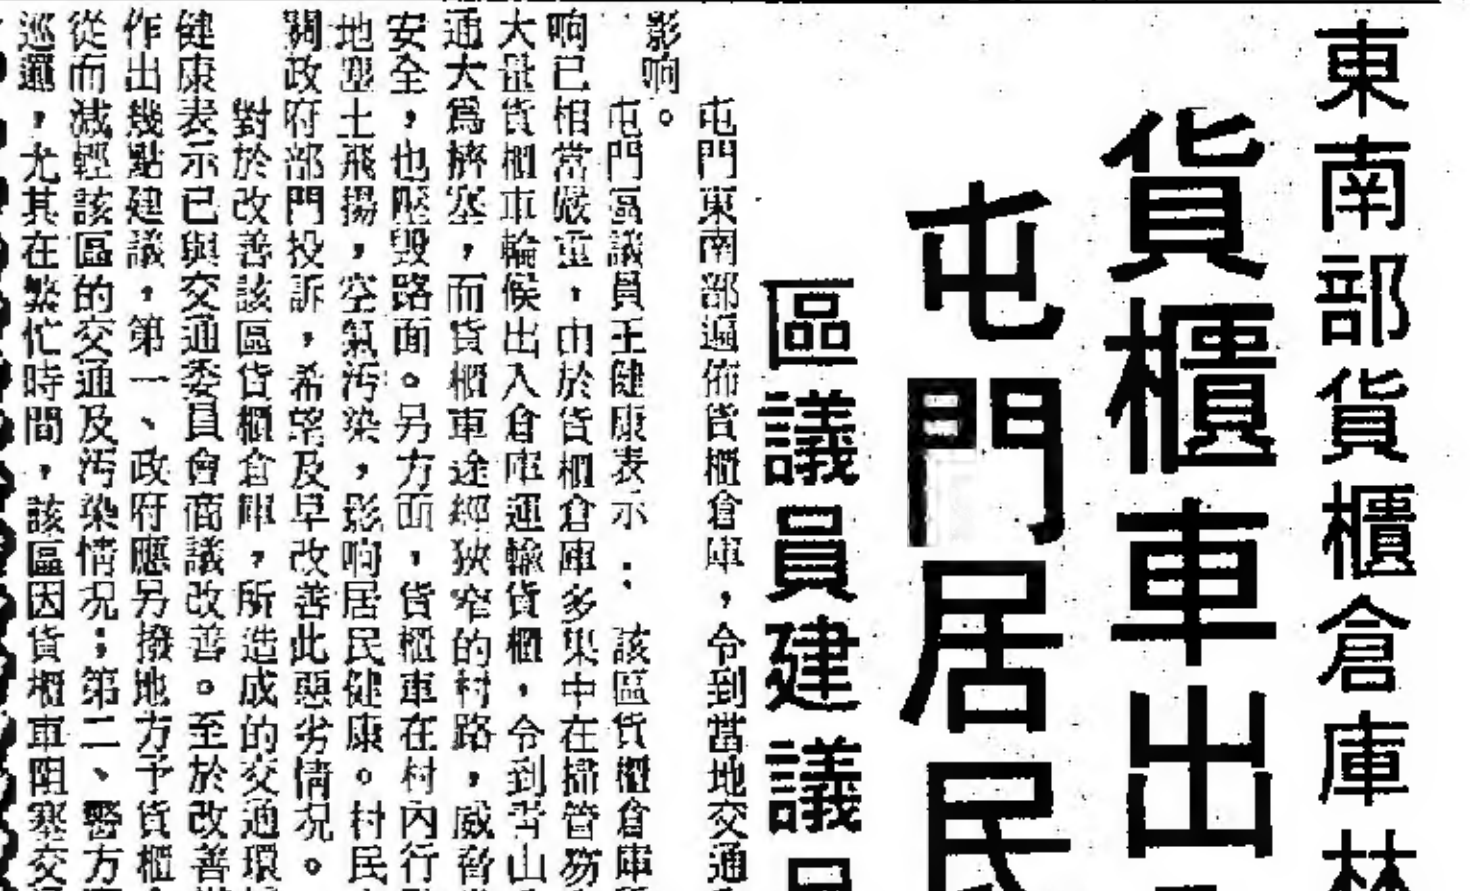 東南部貨櫃倉庫林
貨櫃車出
屯門居民
區議員建議
屯門東南部遍佈貨櫃倉庫，令到當地交通
影响。
屯門區議員王健康表示：該區貨櫃倉庫
响已相當嚴重，由於貨櫃倉庫多集中在掃管笏
大量貨櫃車輪候出入倉庫運輸貨櫃，令到青山
通大為擠塞，而貨櫃車途經狹窄的村路，威脅
安全，也壓毀路面。另方面，貨櫃車在村內行
地塵土飛揚，空氣汚染，影响居民健康。村民
關政府部門投訴，希望及早改善此惡劣情况。
對於改善該區貨櫃倉庫，所造成的交通環
健康表示已與交通委員會商議改善。至於改善
作出幾點建議，第一、政府應另撥地方予貨櫃
從而減輕該區的交通及汚染情况；第二、警方
巡邏，尤其在繁忙時間，該區因貨櫃車阻塞交